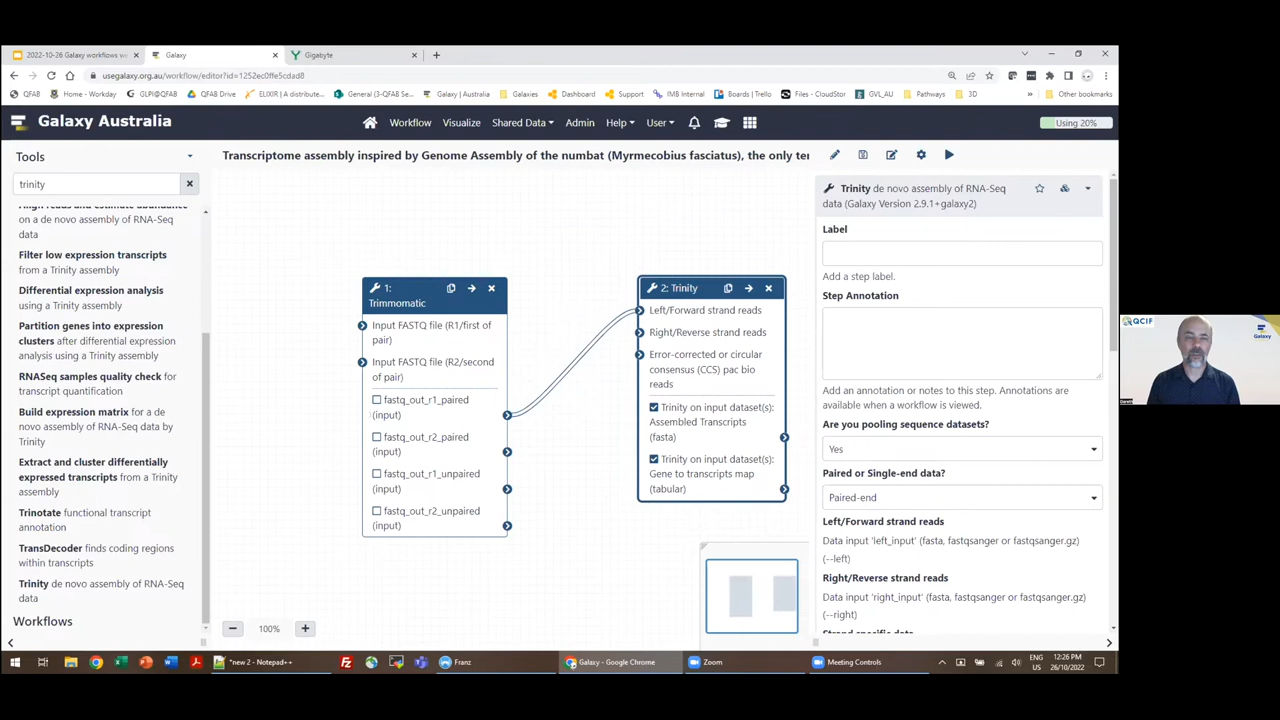 2022-10-26 Galaxy workflows we
Galaxy
Gigabyte
usegalaxy.org.au/workflow/editor?id=1252ec0ffe5cdad8
QFAB
Home - Workday
GLPI@QFAB
QFAB Drive
ELIXIR | A distribute...
General (3-QFAB Se...
Galaxy | Australia
Galaxies
Dashboard
Support
IMB Internal
Boards | Trello
Files - CloudStor
GVL_AU
Pathways
3D
»
Other bookmarks
Galaxy Australia
Workflow
Visualize
Shared Data
Admin
Help
User
Using 20%
Tools
trinity
Transcriptome assembly inspired by Genome Assembly of the numbat (Myrmecobius fasciatus), the only ter
Align reads and estimate abundance
on a de novo assembly of RNA-Seq
data
Filter low expression transcripts
from a Trinity assembly
Differential expression analysis
using a Trinity assembly
Partition genes into expression
clusters after differential expression
analysis using a Trinity assembly
RNASeq samples quality check for
transcript quantification
Build expression matrix for a de
novo assembly of RNA-Seq data by
Trinity
Extract and cluster differentially
expressed transcripts from a Trinity
assembly
Trinotate functional transcript
annotation
TransDecoder finds coding regions
within transcripts
Trinity de novo assembly of RNA-Seq
data
Workflows
1:
Trimmomatic
Input FASTQ file (R1/first of
pair)
Input FASTQ file (R2/second
of pair)
fastq_out_r1_paired
(input)
fastq_out_r2_paired
(input)
fastq_out_r1_unpaired
(input)
fastq_out_r2_unpaired
(input)
2: Trinity
Left/Forward strand reads
Right/Reverse strand reads
Error-corrected or circular
consensus (CCS) pac bio
reads
Trinity on input dataset(s):
Assembled Transcripts
(fasta)
Trinity on input dataset(s):
Gene to transcripts map
(tabular)
100%
Trinity de novo assembly of RNA-Seq
data (Galaxy Version 2.9.1+galaxy2)
Label
Add a step label.
Step Annotation
Add an annotation or notes to this step. Annotations are
available when a workflow is viewed.
Are you pooling sequence datasets?
Yes
Paired or Single-end data?
Paired-end
Left/Forward strand reads
Data input 'left_input' (fasta, fastqsanger or fastqsanger.gz)
(--left)
Right/Reverse strand reads
Data input 'right_input' (fasta, fastqsanger or fastqsanger.gz)
(--right)
Strand specific data
QCIF
Galaxy
*new 2 - Notepad++
Franz
Galaxy - Google Chrome
Zoom
Meeting Controls
ENG
US
12:26 PM
26/10/2022